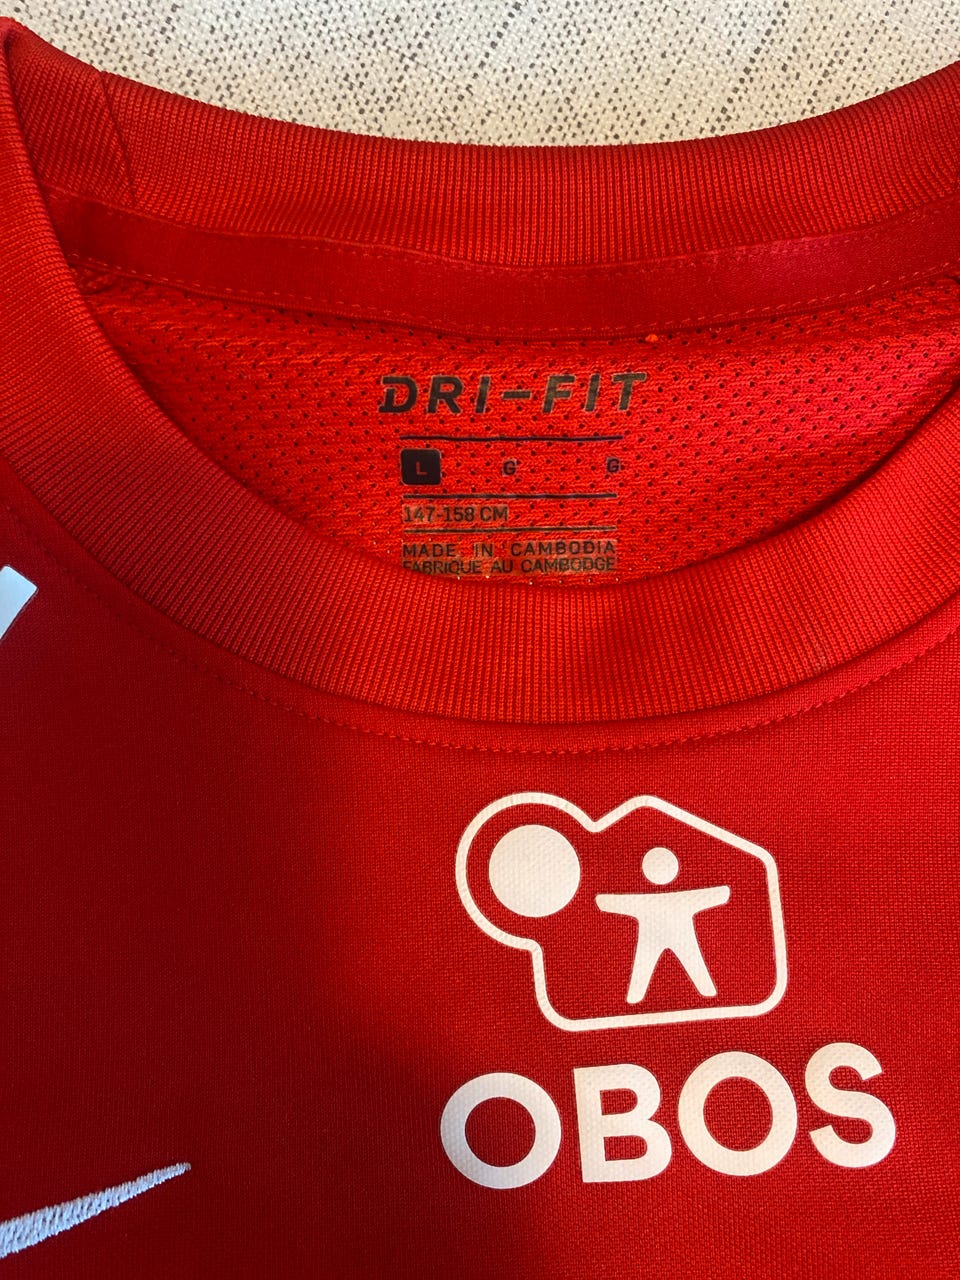 DRI-FIT
L G G
147-158 CM
MADE IN CAMBODIA
FABRIQUE AU CAMBODGE
OBOS